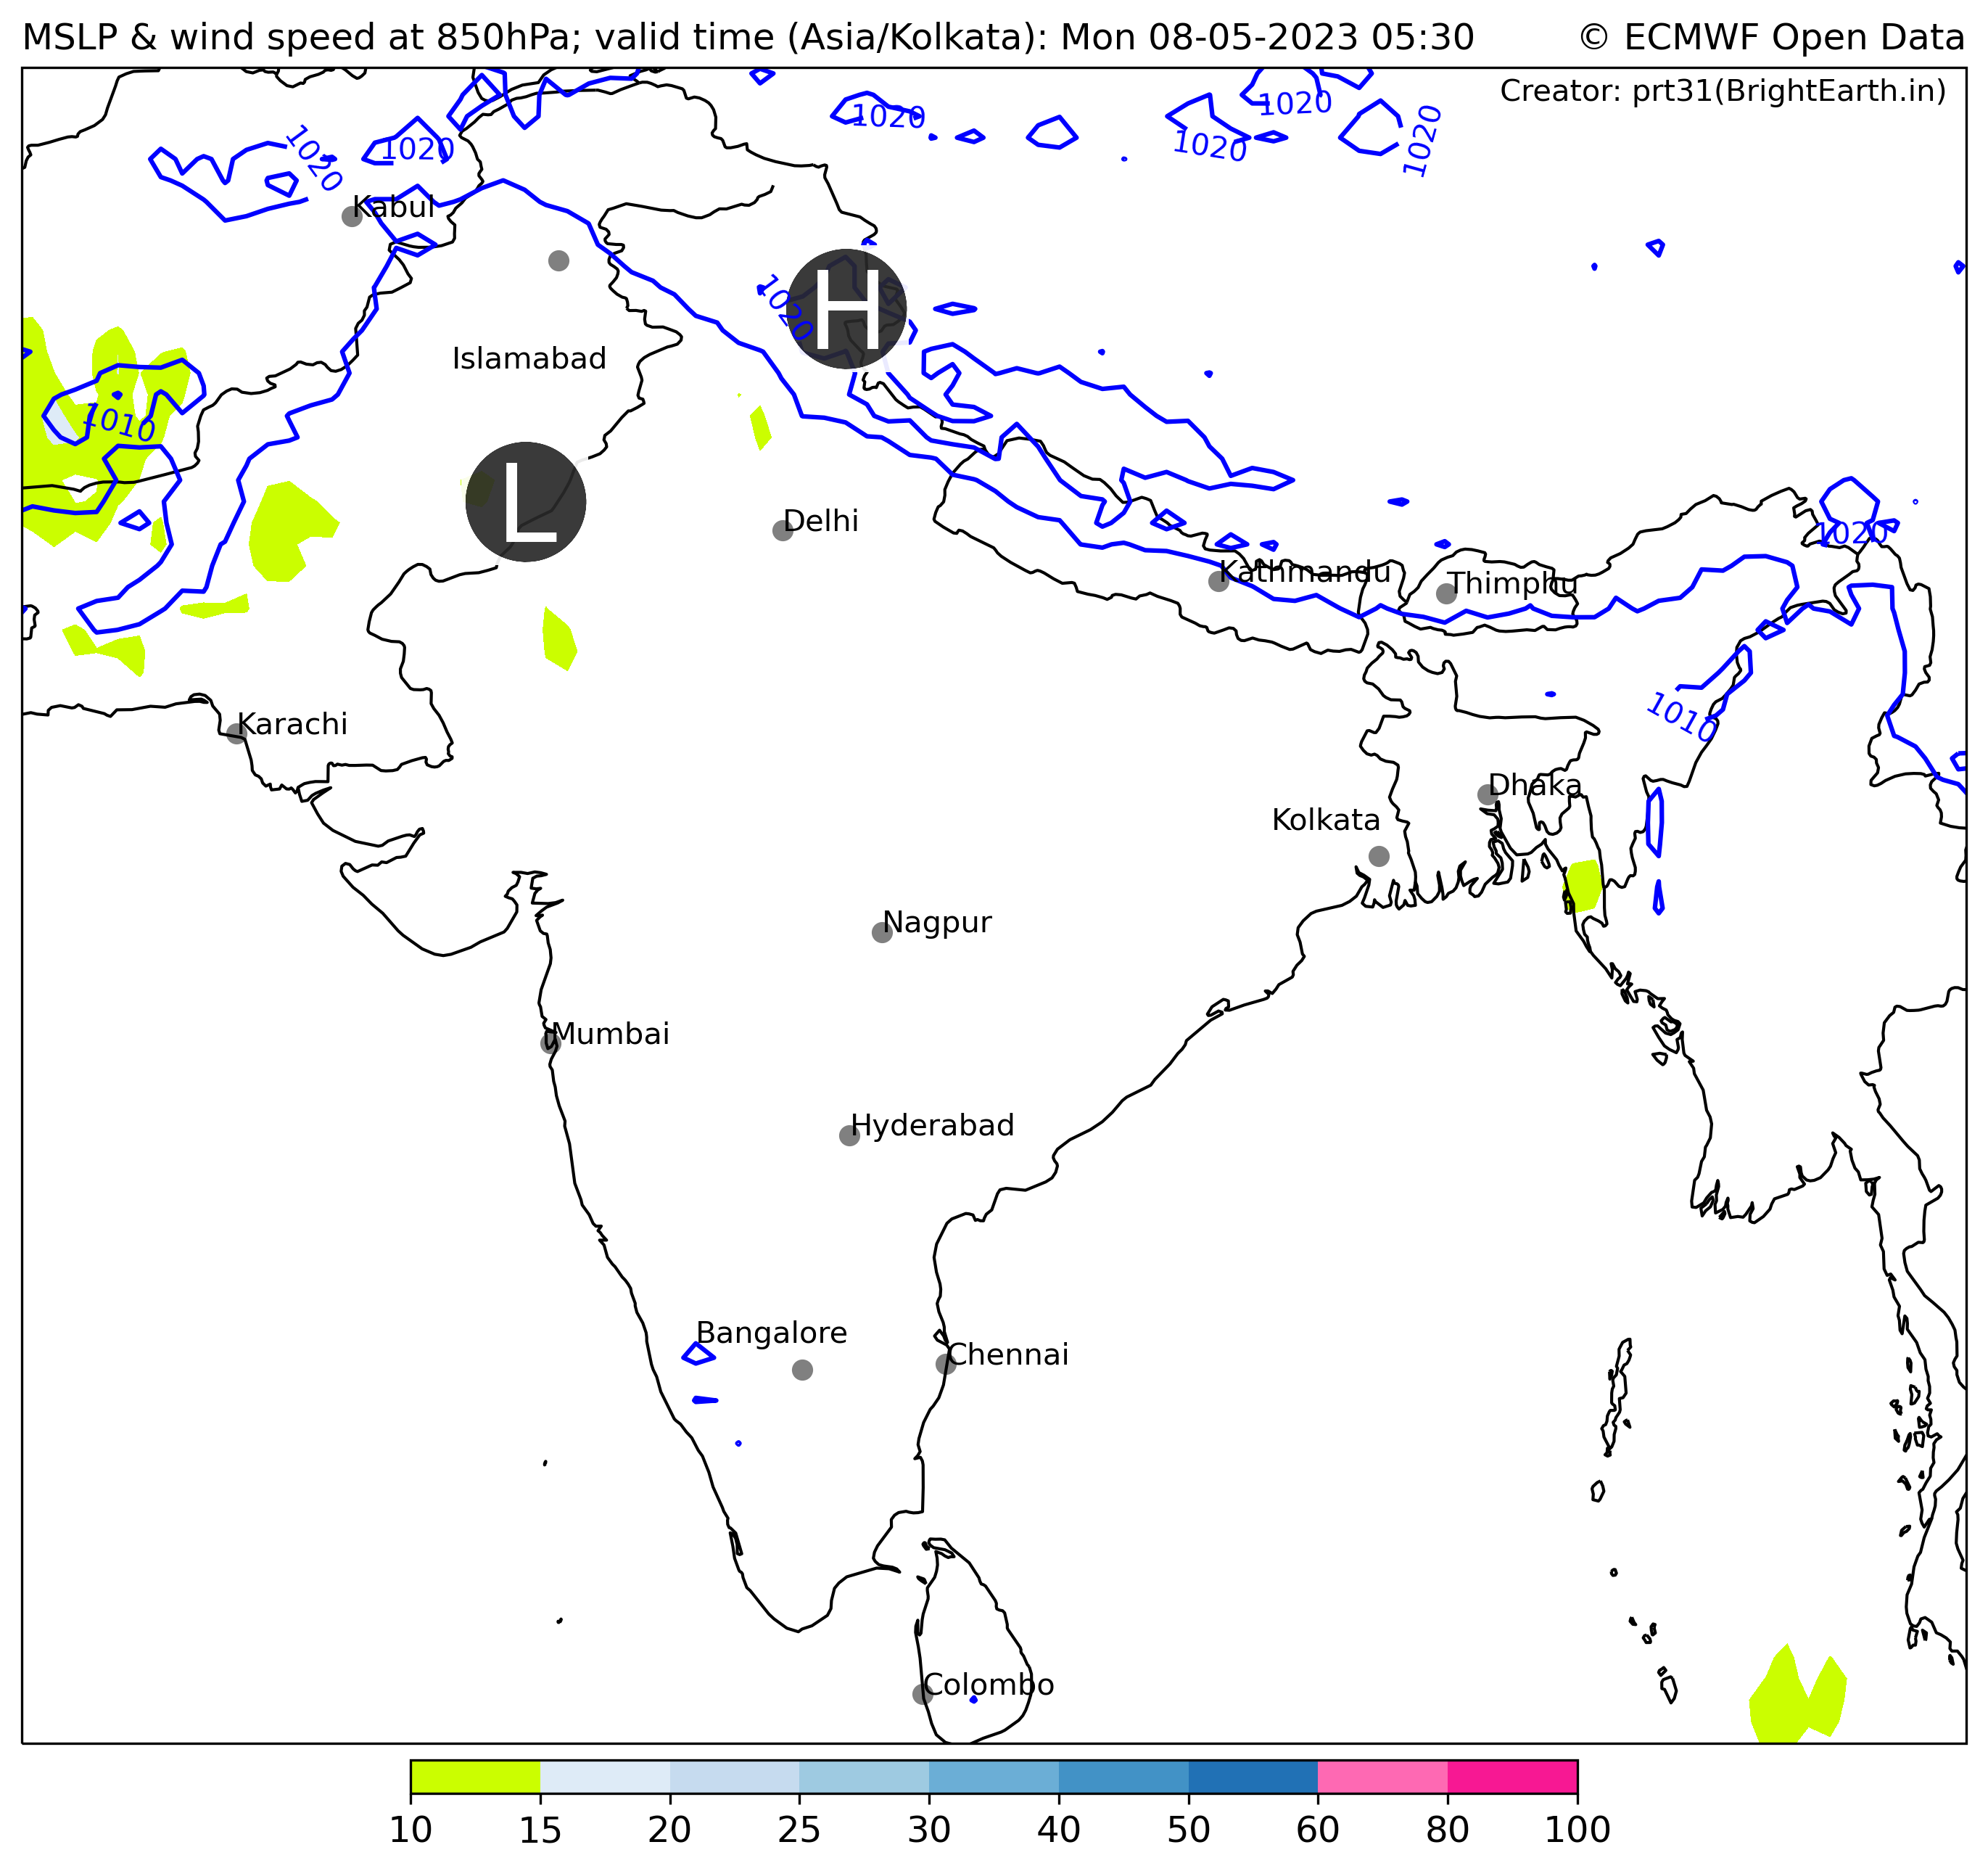 MSLP & wind speed at 850hPa; valid time (Asia/Kolkata): Mon 08-05-2023 05:30 © ECMWF Open Data
Creator: prt31(BrightEarth.in)
1020
1020
1020
1020
1020
1020
Kabul
1020
H
Islamabad
1010
L
Delhi
1020
Kathmandu
Thimphu
1010
Karachi
Dhaka
Kolkata
Nagpur
Mumbai
Hyderabad
Bangalore
Chennai
Colombo
10 15 20 25 30 40 50 60 80 100